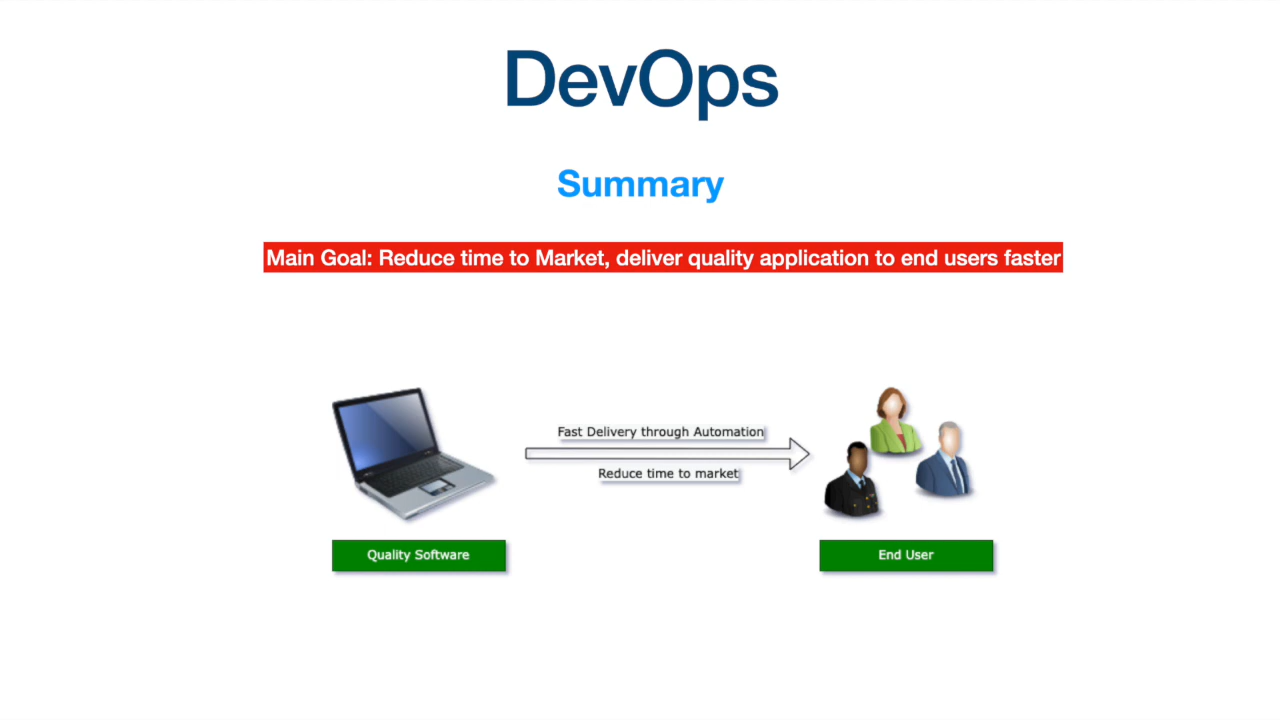 DevOps
Summary
Main Goal: Reduce time to Market, deliver quality application to end users faster
Fast Delivery through Automation
Reduce time to market
Quality Software
End User